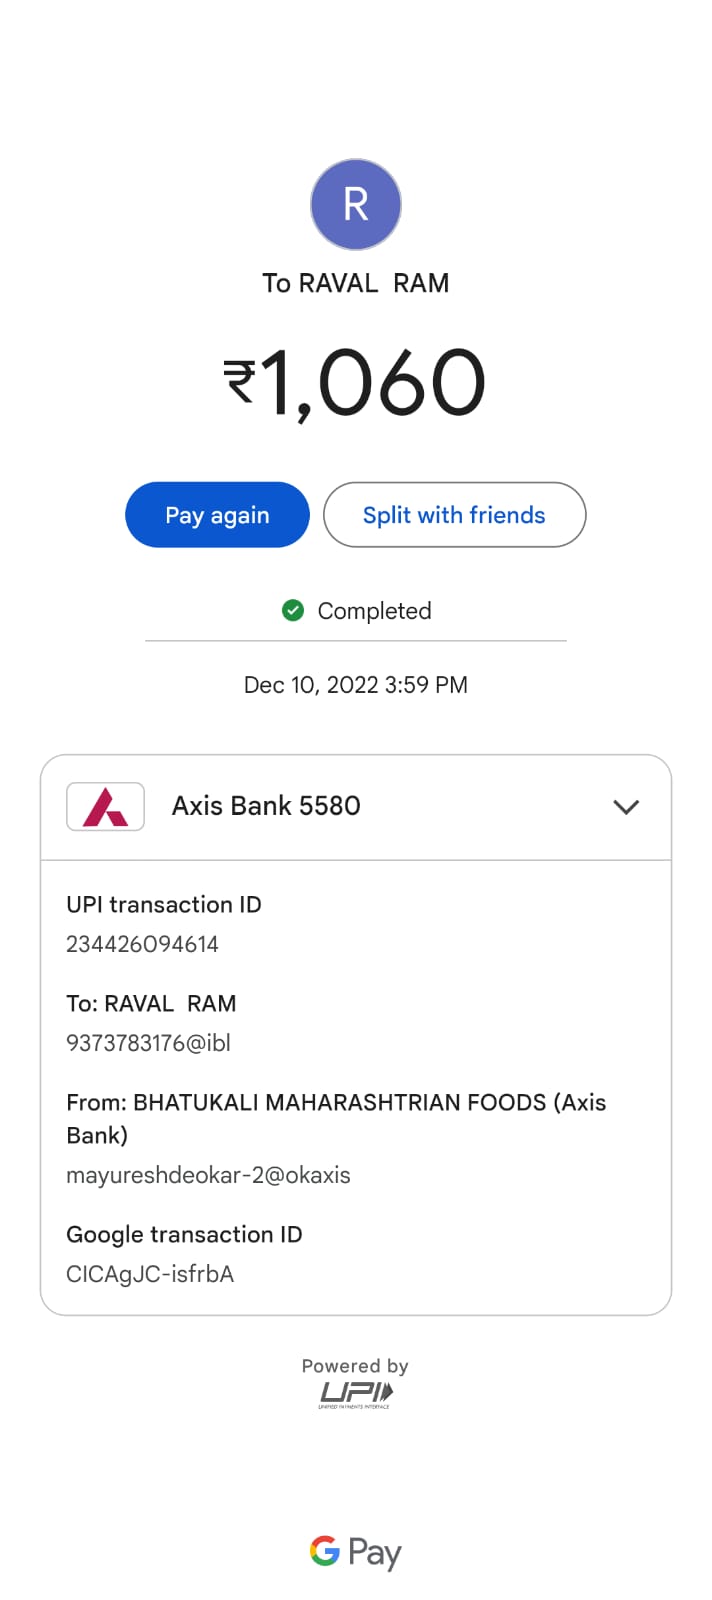 R
To RAVAL  RAM
₹1,060
Pay again
Split with friends
Completed
Dec 10, 2022 3:59 PM
Axis Bank 5580
UPI transaction ID
234426094614
To: RAVAL  RAM
9373783176@ibl
From: BHATUKALI MAHARASHTRIAN FOODS (Axis
Bank)
mayureshdeokar-2@okaxis
Google transaction ID
CICAgJC-isfrbA
Powered by
UPI
UNIFIED PAYMENTS INTERFACE
G Pay